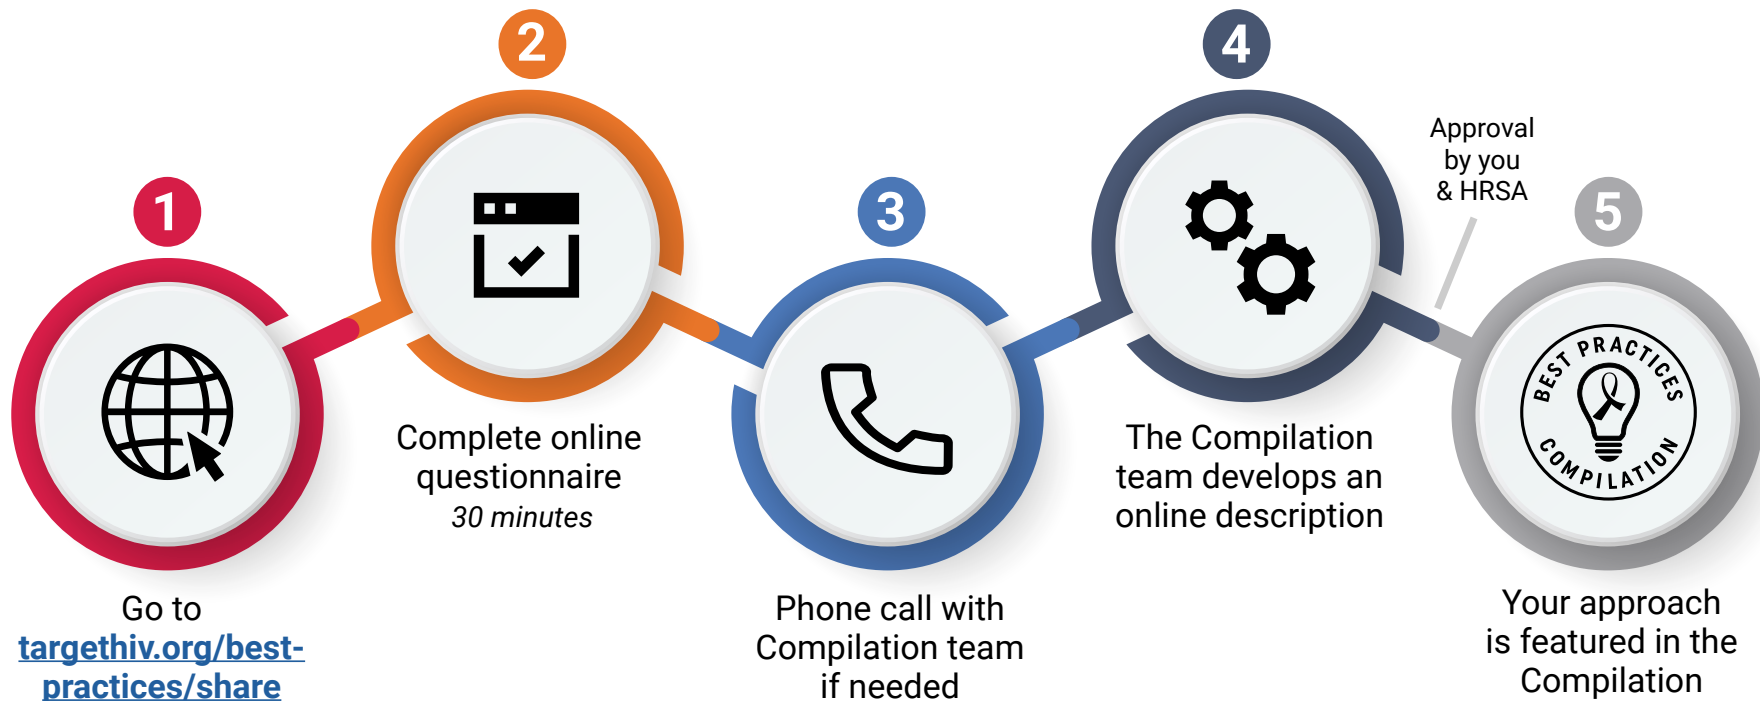 1
Go to
targethiv.org/best-
practices/share
2
Complete online
questionnaire
30 minutes
3
Phone call with
Compilation team
if needed
4
The Compilation
team develops an
online description
Approval
by you
& HRSA
5
BEST PRACTICES
COMPILATION
Your approach
is featured in the
Compilation